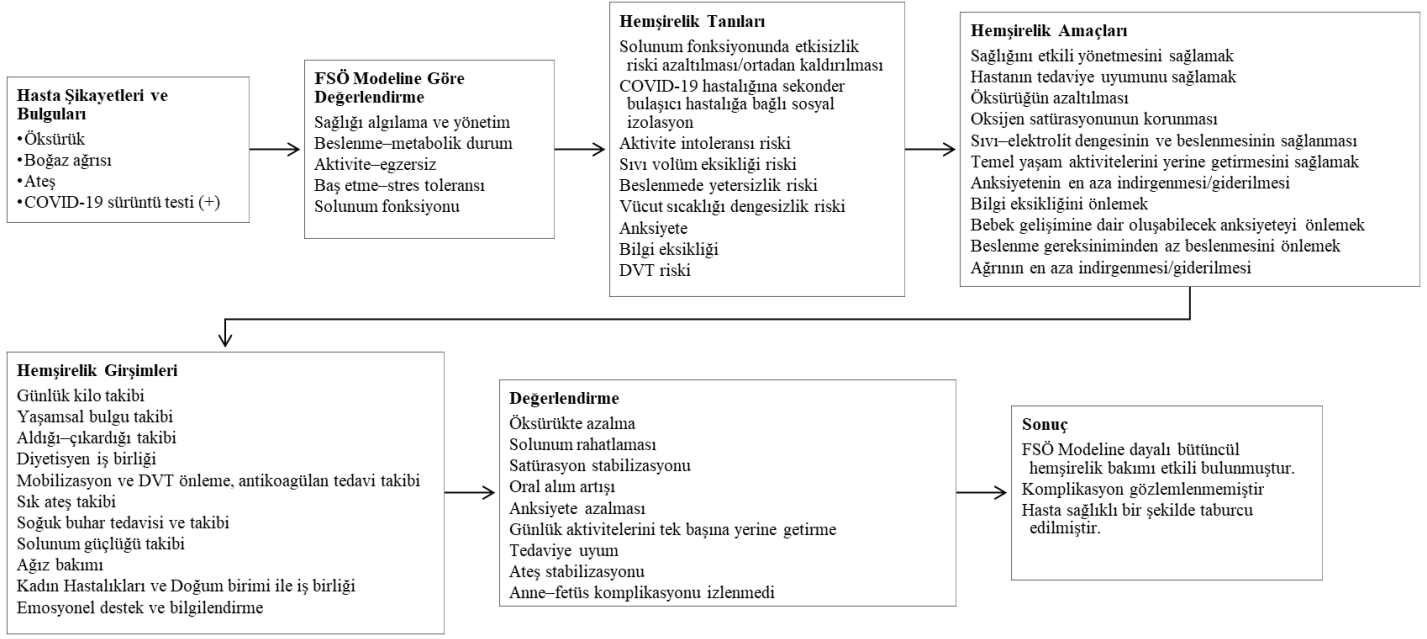 Hasta Şikayetleri ve
Bulguları
•Öksürük
•Boğaz ağrısı
•Ateş
•COVID-19 sürüntü testi (+)
FSÖ Modeline Göre
Değerlendirme
Sağlığı algılama ve yönetim
Beslenme–metabolik durum
Aktivite–egzersiz
Baş etme–stres toleransı
Solunum fonksiyonu
Hemşirelik Tanıları
Solunum fonksiyonunda etkisizlik
riski azaltılması/ortadan kaldırılması
COVID-19 hastalığına sekonder
bulaşıcı hastalığa bağlı sosyal
izolasyon
Aktivite intoleransı riski
Sıvı volüm eksikliği riski
Beslenmede yetersizlik riski
Vücut sıcaklığı dengesizlik riski
Anksiyete
Bilgi eksikliği
DVT riski
Hemşirelik Amaçları
Sağlığını etkili yönetmesini sağlamak
Hastanın tedaviye uyumunu sağlamak
Öksürüğün azaltılması
Oksijen satürasyonunun korunması
Sıvı–elektrolit dengesinin ve beslenmesinin sağlanması
Temel yaşam aktivitelerini yerine getirmesini sağlamak
Anksiyetenin en aza indirgenmesi/giderilmesi
Bilgi eksikliğini önlemek
Bebek gelişimine dair oluşabilecek anksiyeteyi önlemek
Beslenme gereksiniminden az beslenmesini önlemek
Ağrının en aza indirgenmesi/giderilmesi
Hemşirelik Girşimleri
Günlük kilo takibi
Yaşamsal bulgu takibi
Aldığı–çıkardığı takibi
Diyetisyen iş birliği
Mobilizasyon ve DVT önleme, antikoagülan tedavi takibi
Sık ateş takibi
Soğuk buhar tedavisi ve takibi
Solunum güçlüğü takibi
Ağız bakımı
Kadın Hastalıkları ve Doğum birimi ile iş birliği
Emosyonel destek ve bilgilendirme
Değerlendirme
Öksürükte azalma
Solunum rahatlaması
Satürasyon stabilizasyonu
Oral alım artışı
Anksiyete azalması
Günlük aktivitelerini tek başına yerine getirme
Tedaviye uyum
Ateş stabilizasyonu
Anne–fetüs komplikasyonu izlenmedi
Sonuç
FSÖ Modeline dayalı bütüncül
hemşirelik bakımı etkili bulunmuştur.
Komplikasyon gözlemlenmemiştir
Hasta sağlıklı bir şekilde taburcu
edilmiştir.